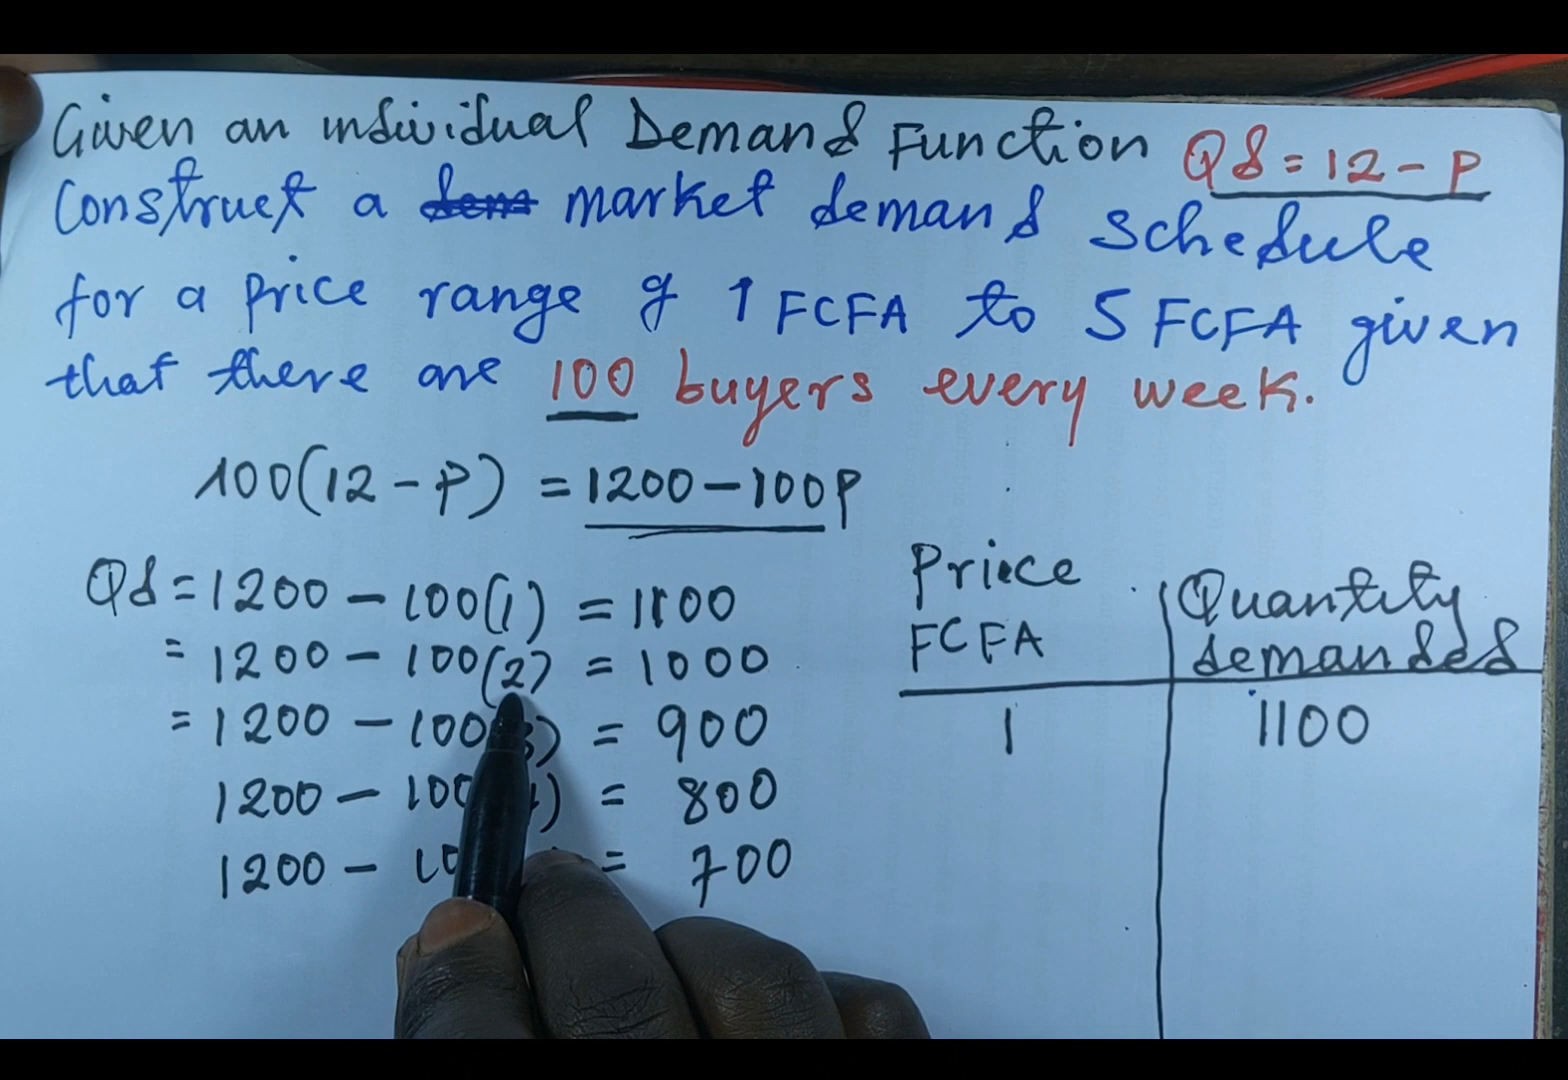 Given an individual Demand Function Qd = 12 - P
Construct a market demand schedule
for a price range of 1 FCFA to 5 FCFA given
that there are 100 buyers every week.
100(12 - P) = 1200 - 100P
Qd = 1200 - 100(1) = 1100
= 1200 - 100(2) = 1000
= 1200 - 100(3) = 900
1200 - 100 ) = 800
1200 - = 700
Price
FCFA
Quantity
demanded
1 1100